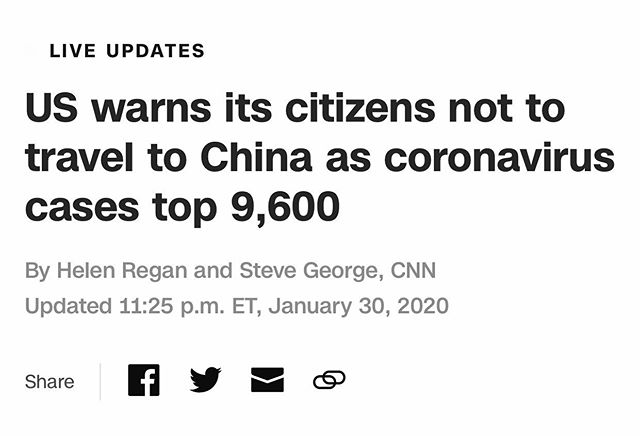 LIVE UPDATES
US warns its citizens not to
travel to China as coronavirus
cases top 9,600
By Helen Regan and Steve George, CNN
Updated 11:25 p.m. ET, January 30, 2020
Share